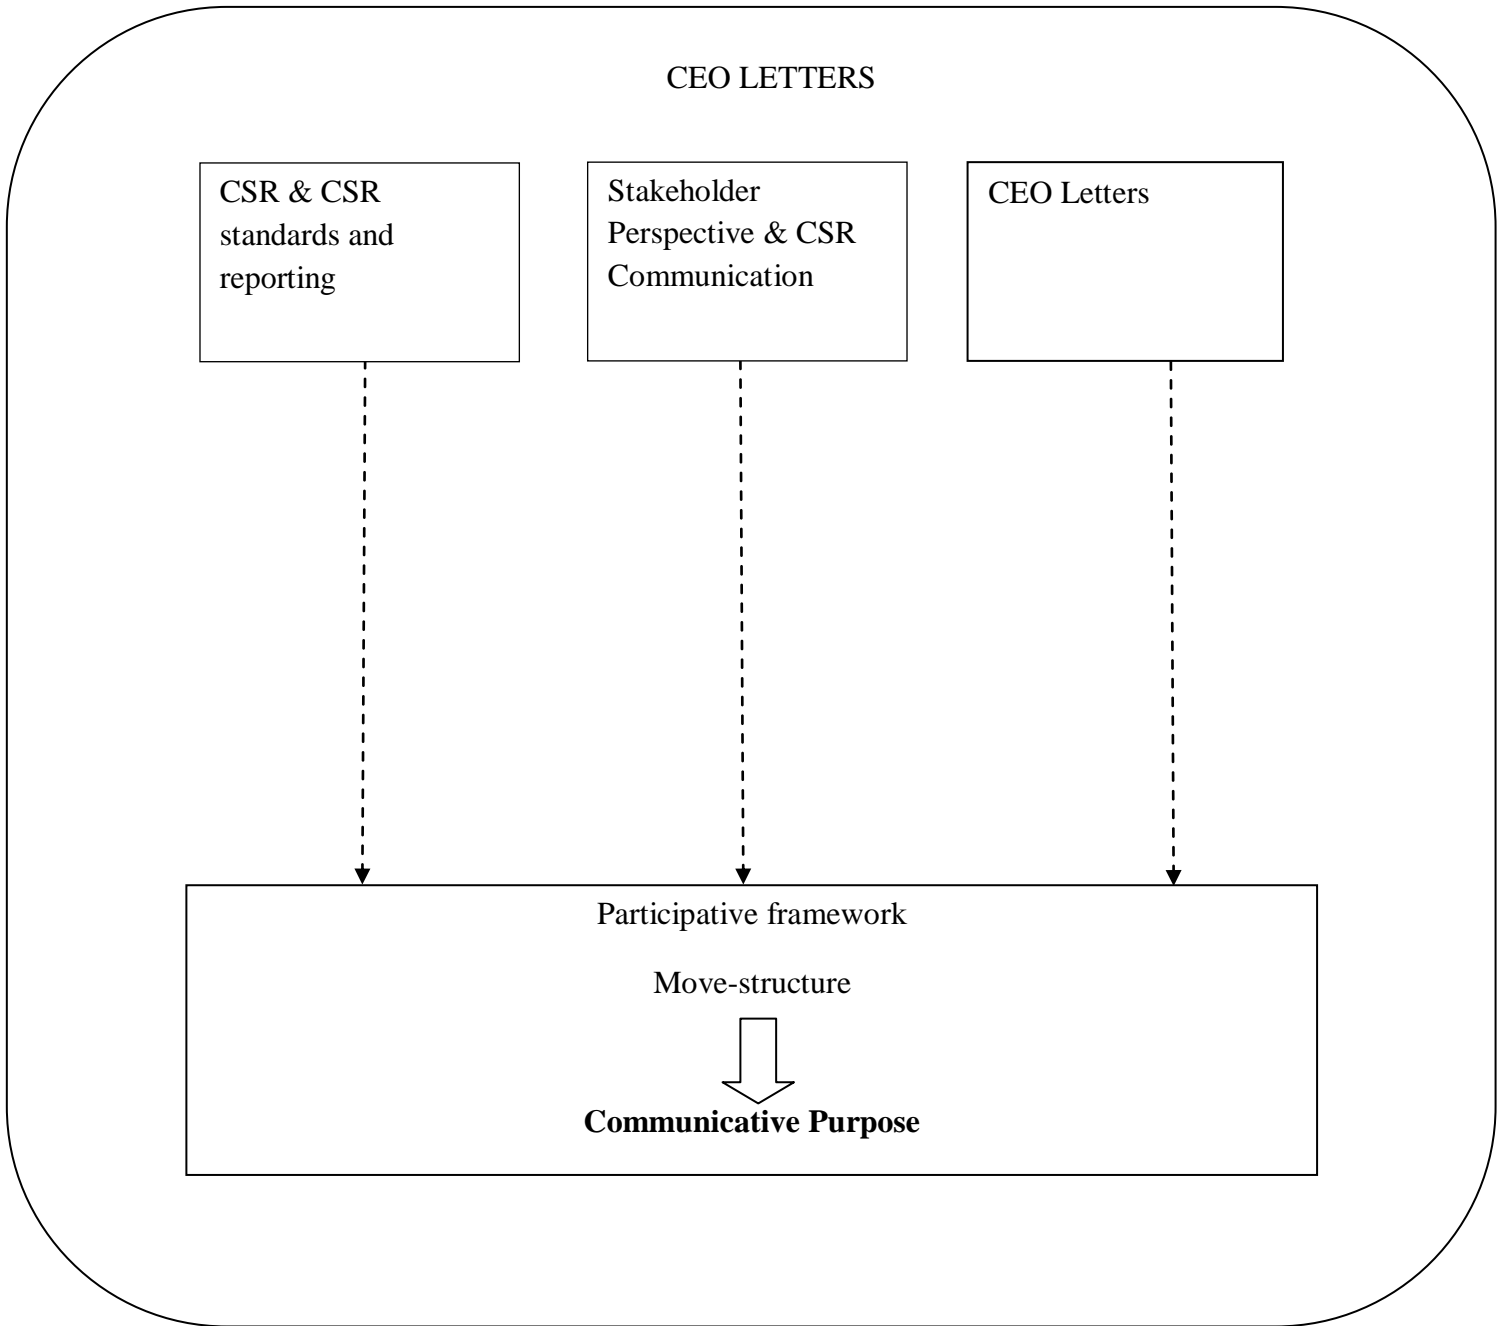 CEO LETTERS
CSR & CSR
standards and
reporting
Stakeholder
Perspective & CSR
Communication
CEO Letters
Participative framework
Move-structure
Communicative Purpose